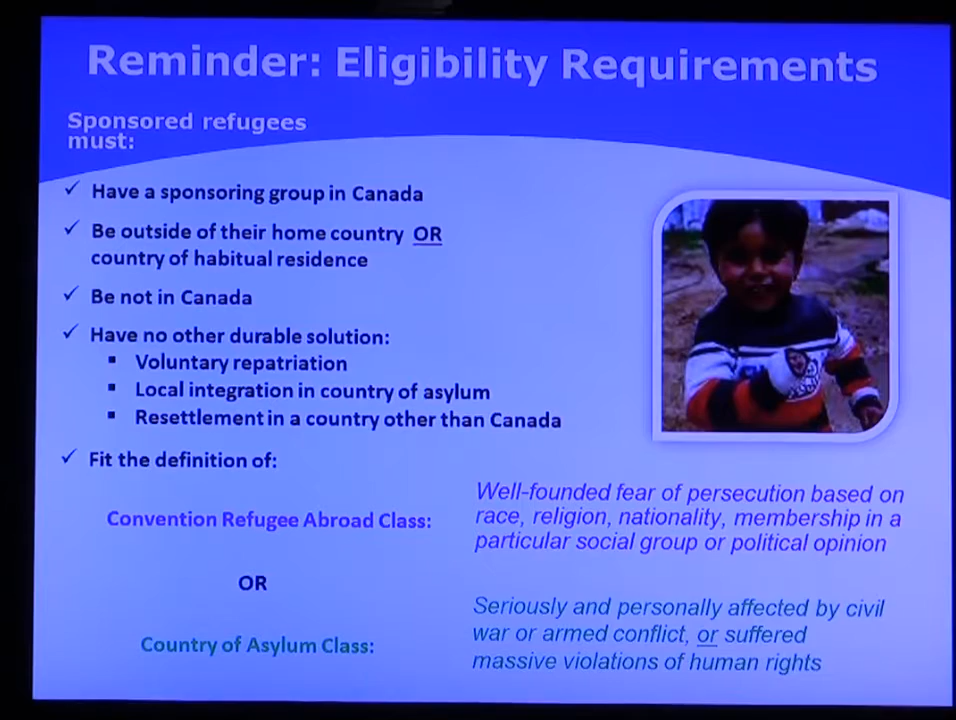 Reminder: Eligibility Requirements
Sponsored refugees
must:
✓ Have a sponsoring group in Canada
✓ Be outside of their home country OR
country of habitual residence
✓ Be not in Canada
✓ Have no other durable solution:
▪ Voluntary repatriation
▪ Local integration in country of asylum
▪ Resettlement in a country other than Canada
✓ Fit the definition of:
Convention Refugee Abroad Class:
Well-founded fear of persecution based on
race, religion, nationality, membership in a
particular social group or political opinion
OR
Country of Asylum Class:
Seriously and personally affected by civil
war or armed conflict, or suffered
massive violations of human rights